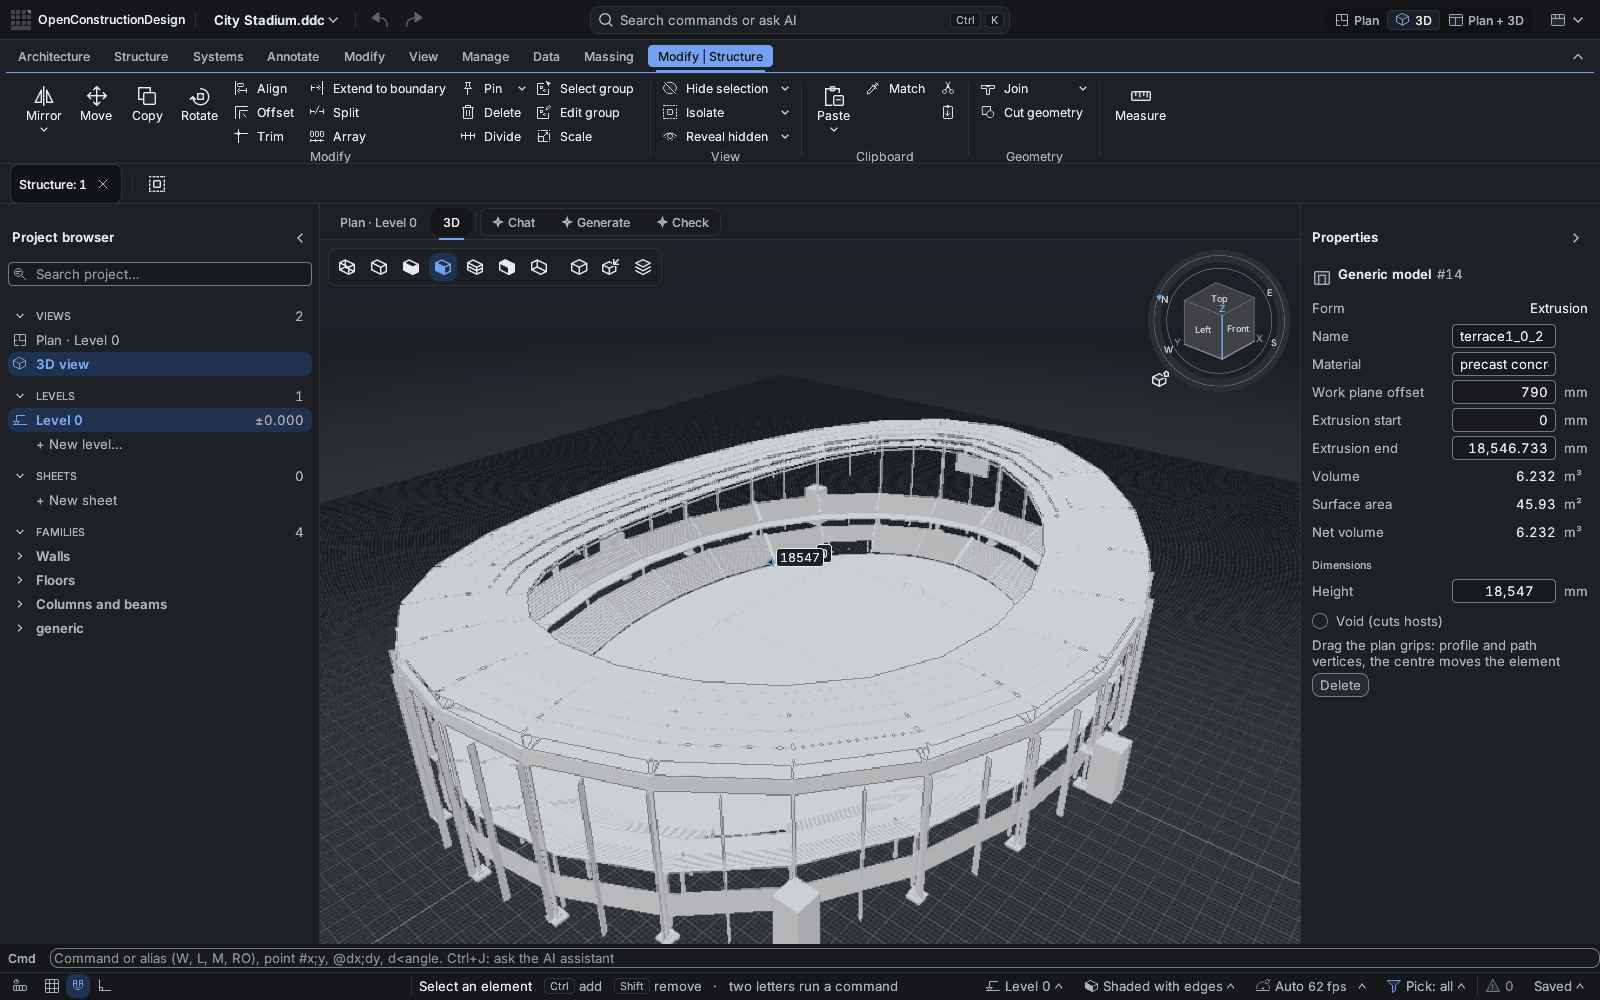 OpenConstructionDesign
City Stadium.ddc
Search commands or ask AI
Ctrl K
Plan
3D
Plan + 3D
Architecture
Structure
Systems
Annotate
Modify
View
Manage
Data
Massing
Modify | Structure
Mirror
Move
Copy
Rotate
Align
Offset
Trim
Extend to boundary
Split
Array
Pin
Delete
Divide
Select group
Edit group
Scale
Modify
Hide selection
Isolate
Reveal hidden
View
Paste
Match
Clipboard
Join
Cut geometry
Geometry
Measure
Structure: 1
Project browser
Search project...
VIEWS 2
Plan · Level 0
3D view
LEVELS 1
Level 0 ±0.000
+ New level...
SHEETS 0
+ New sheet
FAMILIES 4
Walls
Floors
Columns and beams
generic
Plan · Level 0
3D
Chat
Generate
Check
Top
Left
Front
Z
Y
X
N
E
S
W
18547
Properties
Generic model #14
Form Extrusion
Name terrace1_0_2
Material precast concr
Work plane offset 790 mm
Extrusion start 0 mm
Extrusion end 18,546.733 mm
Volume 6.232 m³
Surface area 45.93 m²
Net volume 6.232 m³
Dimensions
Height 18,547 mm
Void (cuts hosts)
Drag the plan grips: profile and path
vertices, the centre moves the element
Delete
Cmd
Command or alias (W, L, M, RO), point #x;y, @dx;dy, d<angle. Ctrl+J: ask the AI assistant
Select an element Ctrl add Shift remove · two letters run a command
Level 0
Shaded with edges
Auto 62 fps
Pick: all
0
Saved